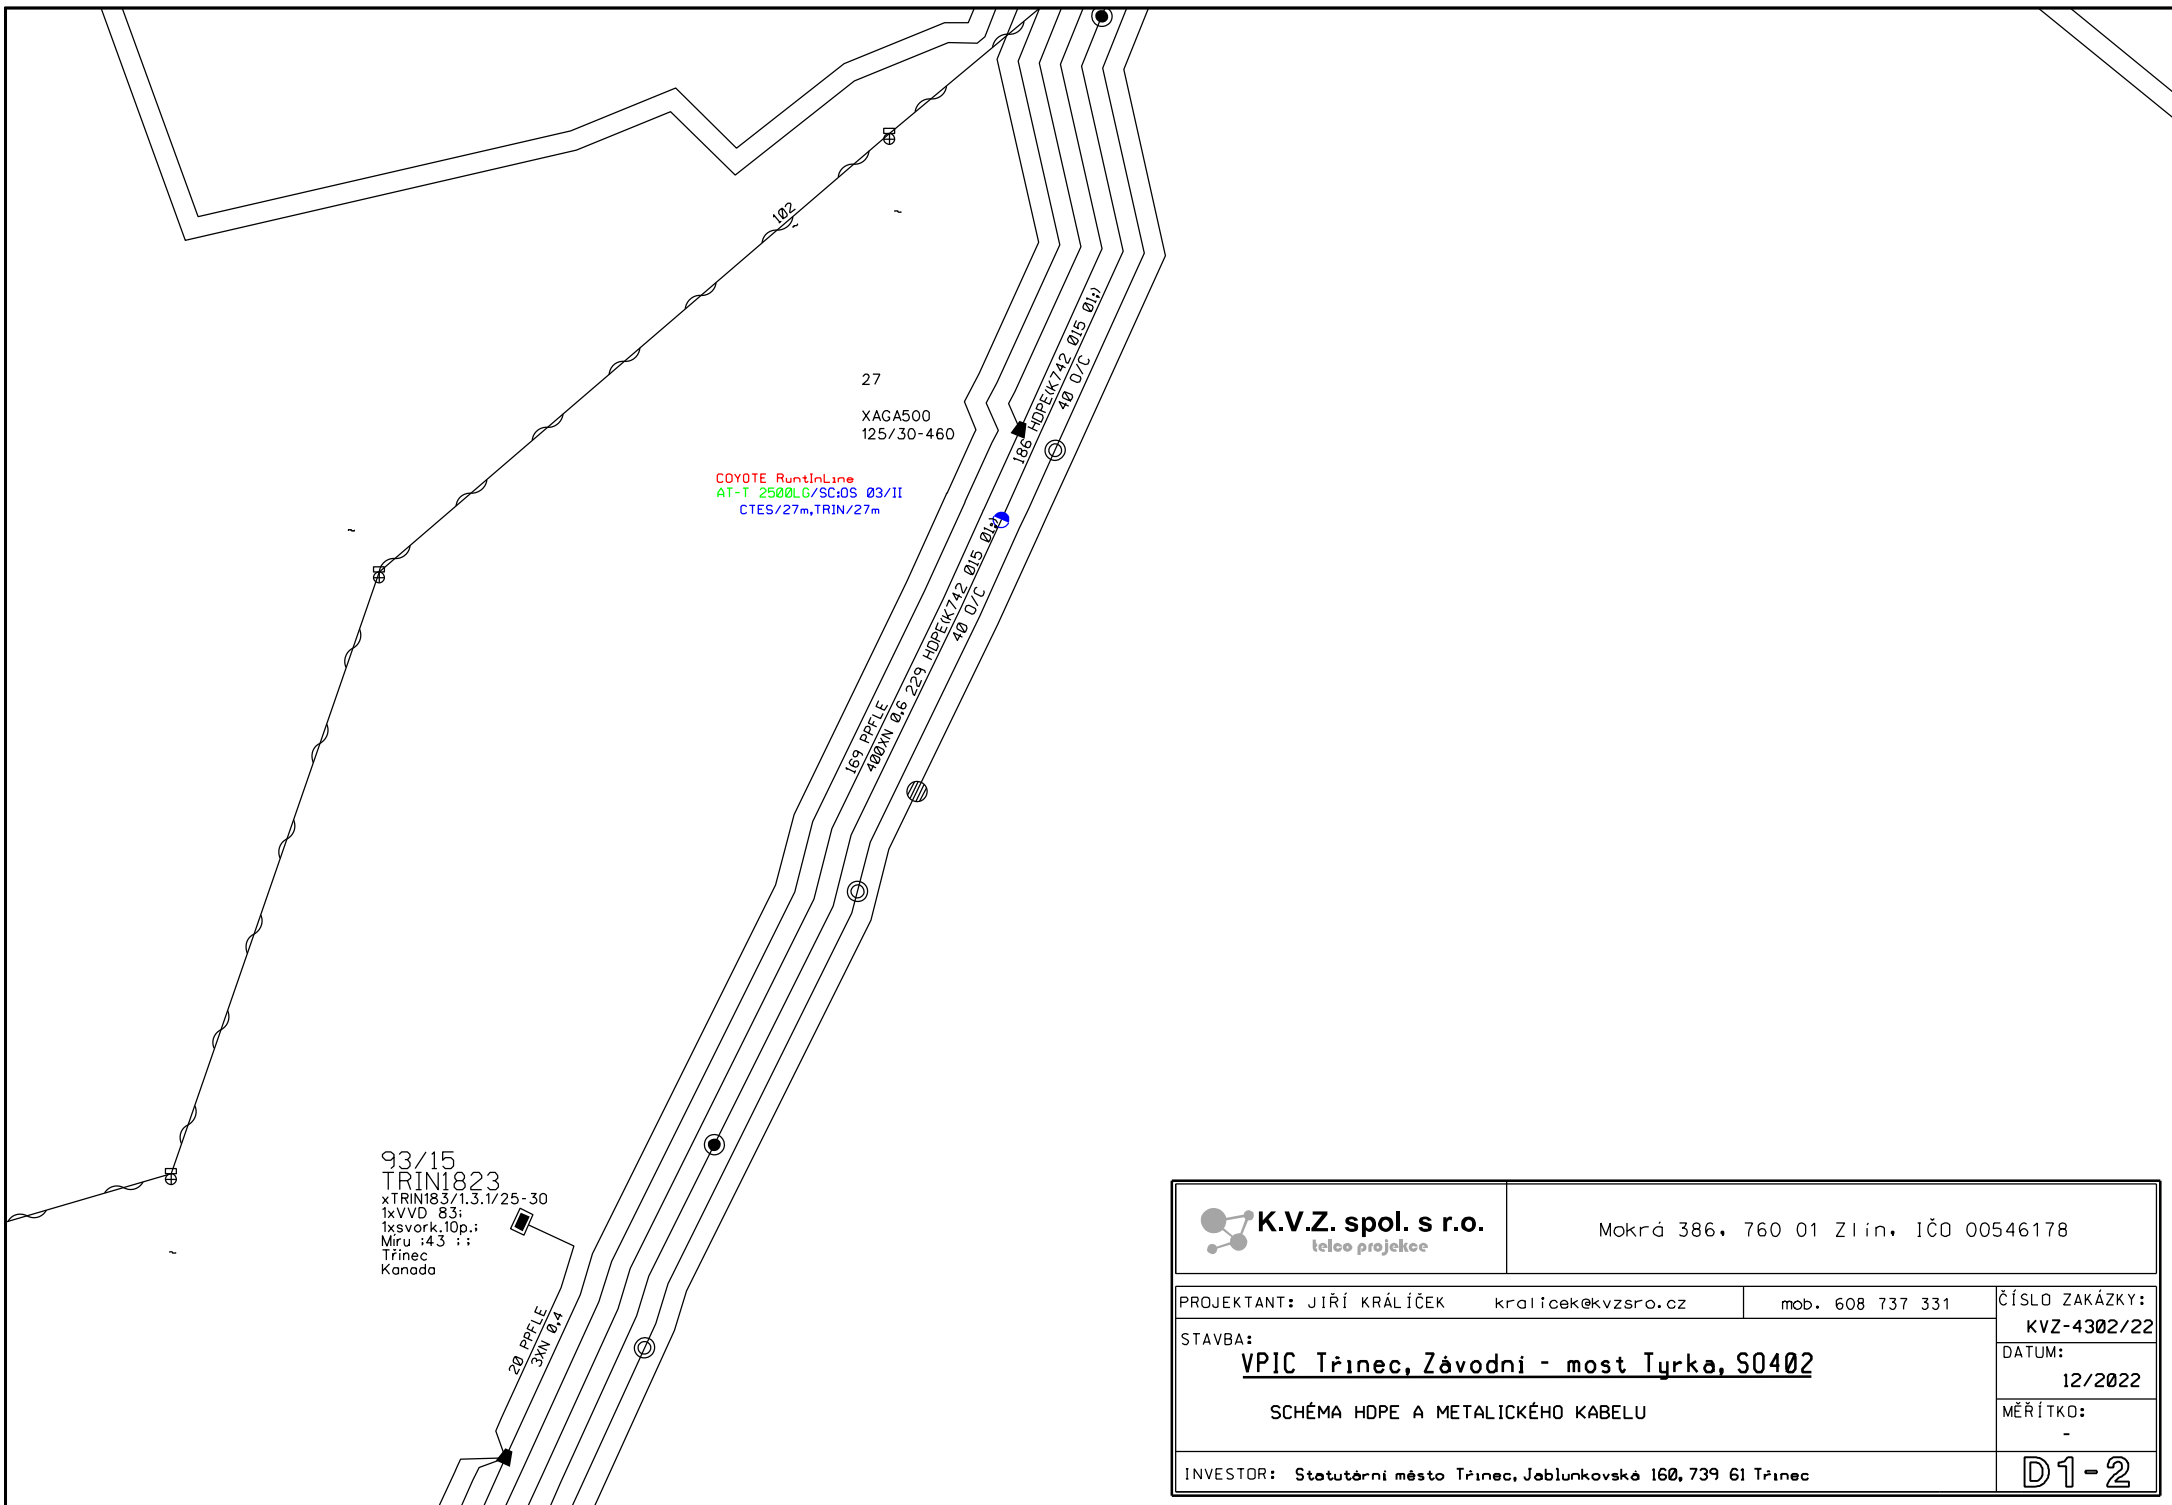 102
27
XAGA500
125/30-460
COYOTE RuntInLine
AT-T 2500LG/SC:OS 03/II
CTES/27m,TRIN/27m
186 HDPE(K742 015 01;)
40 O/C
169 PPFLE
400XN 0,6 229 HDPE(K742 015 01;)
40 O/C
93/15
TRIN1823
xTRIN183/1.3.1/25-30
1xVVD 83;
1xsvork.10p.;
Míru ;43 ; ;
Třinec
Kanada
20 PPFLE
3XN 0,4
K.V.Z. spol. s r.o.
telco projekce
Mokrá 386, 760 01 Zlín, IČO 00546178
PROJEKTANT: JIŘÍ KRÁLÍČEK kralicek@kvzsro.cz mob. 608 737 331
ČÍSLO ZAKÁZKY:
KVZ-4302/22
STAVBA:
VPIC Třinec, Závodní - most Tyrka, SO402
SCHÉMA HDPE A METALICKÉHO KABELU
DATUM:
12/2022
MĚŘÍTKO:
-
INVESTOR: Statutární město Třinec, Jablunkovská 160, 739 61 Třinec
D1-2